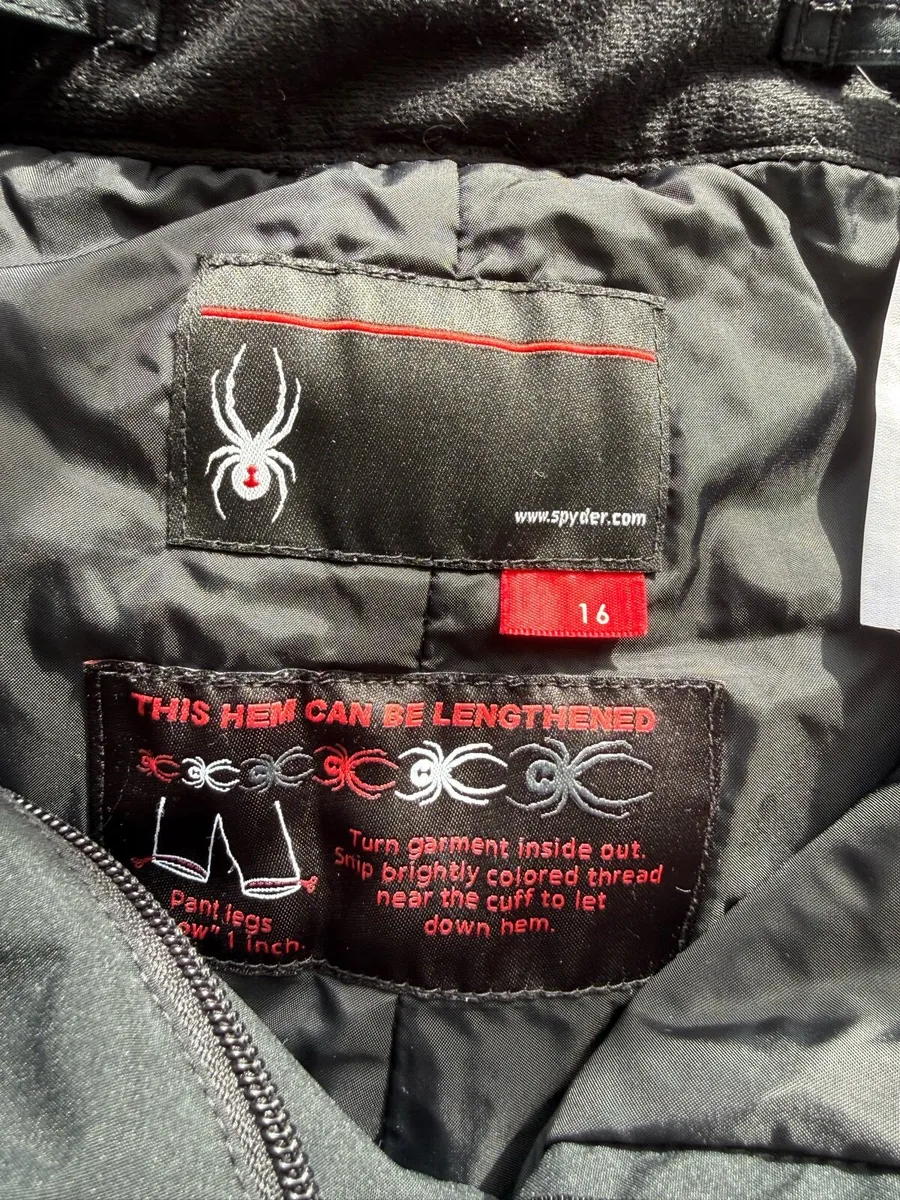 www.spyder.com
16
THIS HEM CAN BE LENGTHENED
Turn garment inside out.
Snip brightly colored thread
near the cuff to let
down hem.
Pant legs
ow" 1 inch.